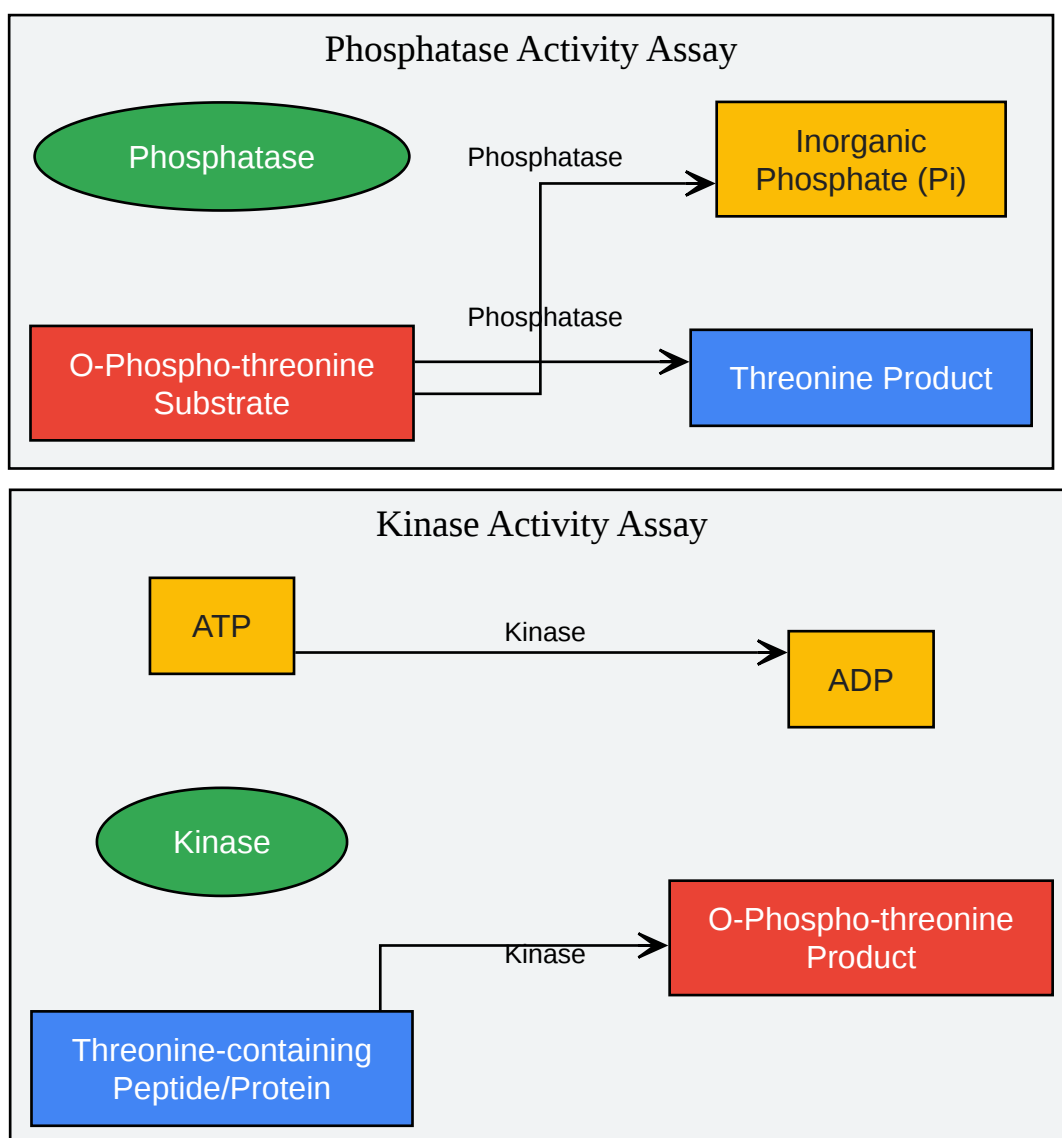 Phosphatase Activity Assay
Phosphatase
Phosphatase
Inorganic
Phosphate (Pi)
Phosphatase
O-Phospho-threonine
Substrate
Threonine Product
Kinase Activity Assay
ATP
Kinase
ADP
Kinase
O-Phospho-threonine
Product
Kinase
Threonine-containing
Peptide/Protein